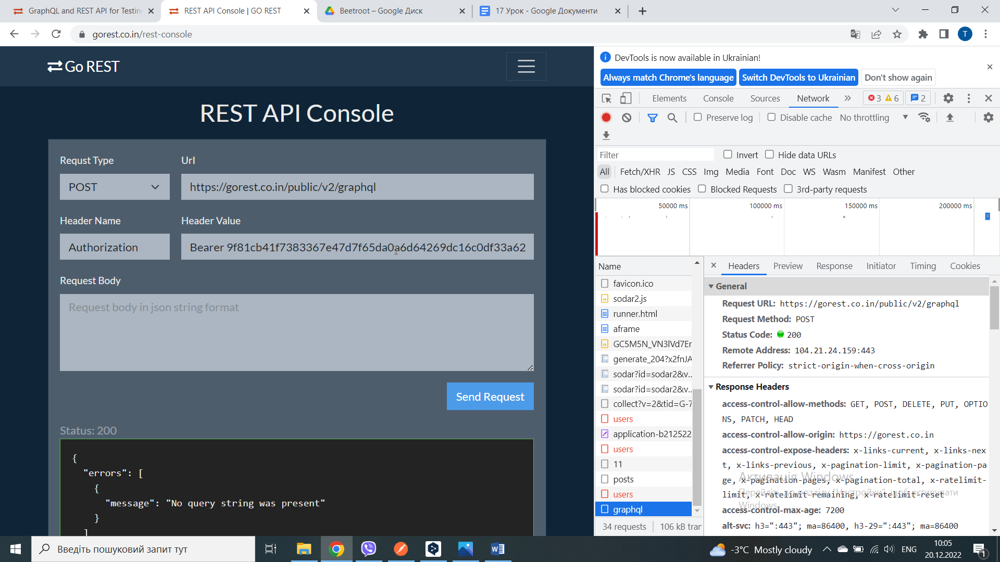 GraphQL and REST API for Testing
REST API Console | GO REST
Beetroot – Google Диск
17 Урок - Google Документи
gorest.co.in/rest-console
T
Go REST
REST API Console
Requst Type
Url
POST
https://gorest.co.in/public/v2/graphql
Header Name
Header Value
Authorization
Bearer 9f81cb41f7383367e47d7f65da0a6d64269dc16c0df33a62
Request Body
Request body in json string format
Send Request
Status: 200
{
"errors": [
{
"message": "No query string was present"
}
]
DevTools is now available in Ukrainian!
Always match Chrome's language
Switch DevTools to Ukrainian
Don't show again
Elements Console Sources Network » 3 6 2
Preserve log Disable cache No throttling
Filter
Invert Hide data URLs
All Fetch/XHR JS CSS Img Media Font Doc WS Wasm Manifest Other
Has blocked cookies Blocked Requests 3rd-party requests
50000 ms 100000 ms 150000 ms 200000 ms
Name
favicon.ico
sodar2.js
runner.html
aframe
GC5M5N_VN3lVd7Er
generate_204?x2fnJA
sodar?id=sodar2&v...
sodar?id=sodar2&v...
collect?v=2&tid=G-7
users
application-b212522
users
11
posts
users
graphql
34 requests 106 kB tran
Headers Preview Response Initiator Timing Cookies
General
Request URL: https://gorest.co.in/public/v2/graphql
Request Method: POST
Status Code: 200
Remote Address: 104.21.24.159:443
Referrer Policy: strict-origin-when-cross-origin
Response Headers
access-control-allow-methods: GET, POST, DELETE, PUT, OPTIO
NS, PATCH, HEAD
access-control-allow-origin: https://gorest.co.in
access-control-expose-headers: x-links-current, x-links-nex
t, x-links-previous, x-pagination-limit, x-pagination-pa
ge, x-pagination-pages, x-pagination-total, x-ratelimit-
limit, x-ratelimit-remaining, x-ratelimit-reset
access-control-max-age: 7200
alt-svc: h3=":443"; ma=86400, h3-29=":443"; ma=86400
Активація Windows
Перейдіть до розділу "Настройки", щоб активувати
Windows.
Введіть пошуковий запит тут
-3°C Mostly cloudy
ENG
10:05
20.12.2022
1